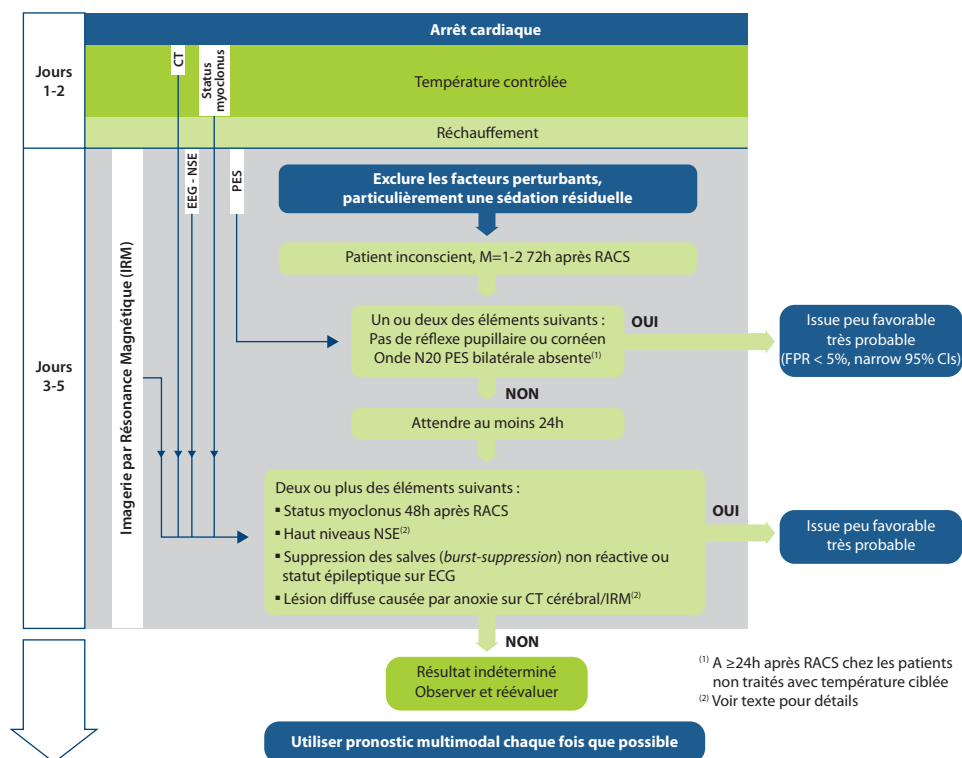 Arrêt cardiaque
Jours
1-2
CT
Status
myoclonus
Température contrôlée
Réchauffement
Jours
3-5
Imagerie par Résonance Magnétique (IRM)
EEG - NSE
PES
Exclure les facteurs perturbants,
particulièrement une sédation résiduelle
Patient inconscient, M=1-2 72h après RACS
Un ou deux des éléments suivants :
Pas de réflexe pupillaire ou cornéen
Onde N20 PES bilatérale absente(1)
OUI
Issue peu favorable
très probable
(FPR < 5%, narrow 95% CIs)
NON
Attendre au moins 24h
Deux ou plus des éléments suivants :
▪ Status myoclonus 48h après RACS
▪ Haut niveaus NSE(2)
▪ Suppression des salves (burst-suppression) non réactive ou
statut épileptique sur ECG
▪ Lésion diffuse causée par anoxie sur CT cérébral/IRM(2)
OUI
Issue peu favorable
très probable
NON
Résultat indéterminé
Observer et réévaluer
(1) A ≥24h après RACS chez les patients
non traités avec température ciblée
(2) Voir texte pour détails
Utiliser pronostic multimodal chaque fois que possible